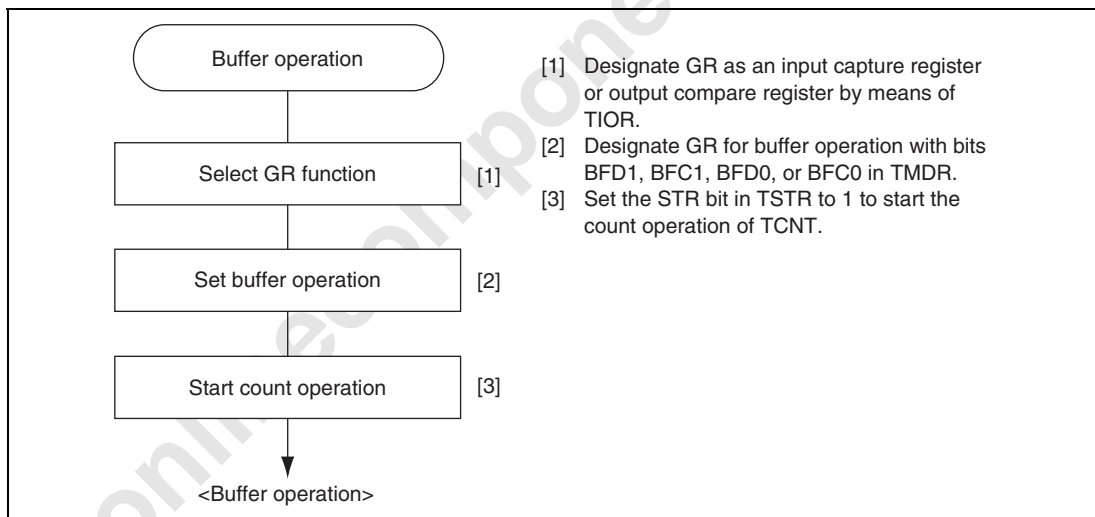 Buffer operation
Select GR function
[1]
Set buffer operation
[2]
Start count operation
[3]
<Buffer operation>
[1] Designate GR as an input capture register
or output compare register by means of
TIOR.
[2] Designate GR for buffer operation with bits
BFD1, BFC1, BFD0, or BFC0 in TMDR.
[3] Set the STR bit in TSTR to 1 to start the
count operation of TCNT.
onlinecompone